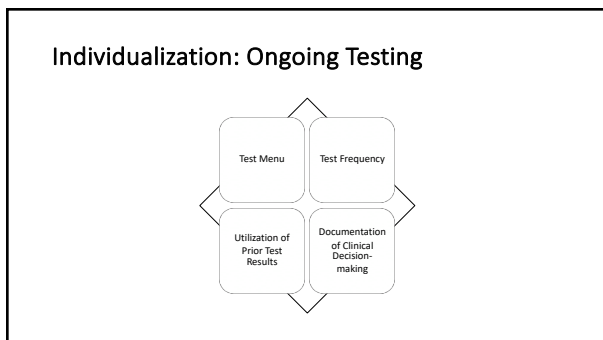 Individualization: Ongoing Testing
Test Menu
Test Frequency
Utilization of
Prior Test
Results
Documentation
of Clinical
Decision-
making